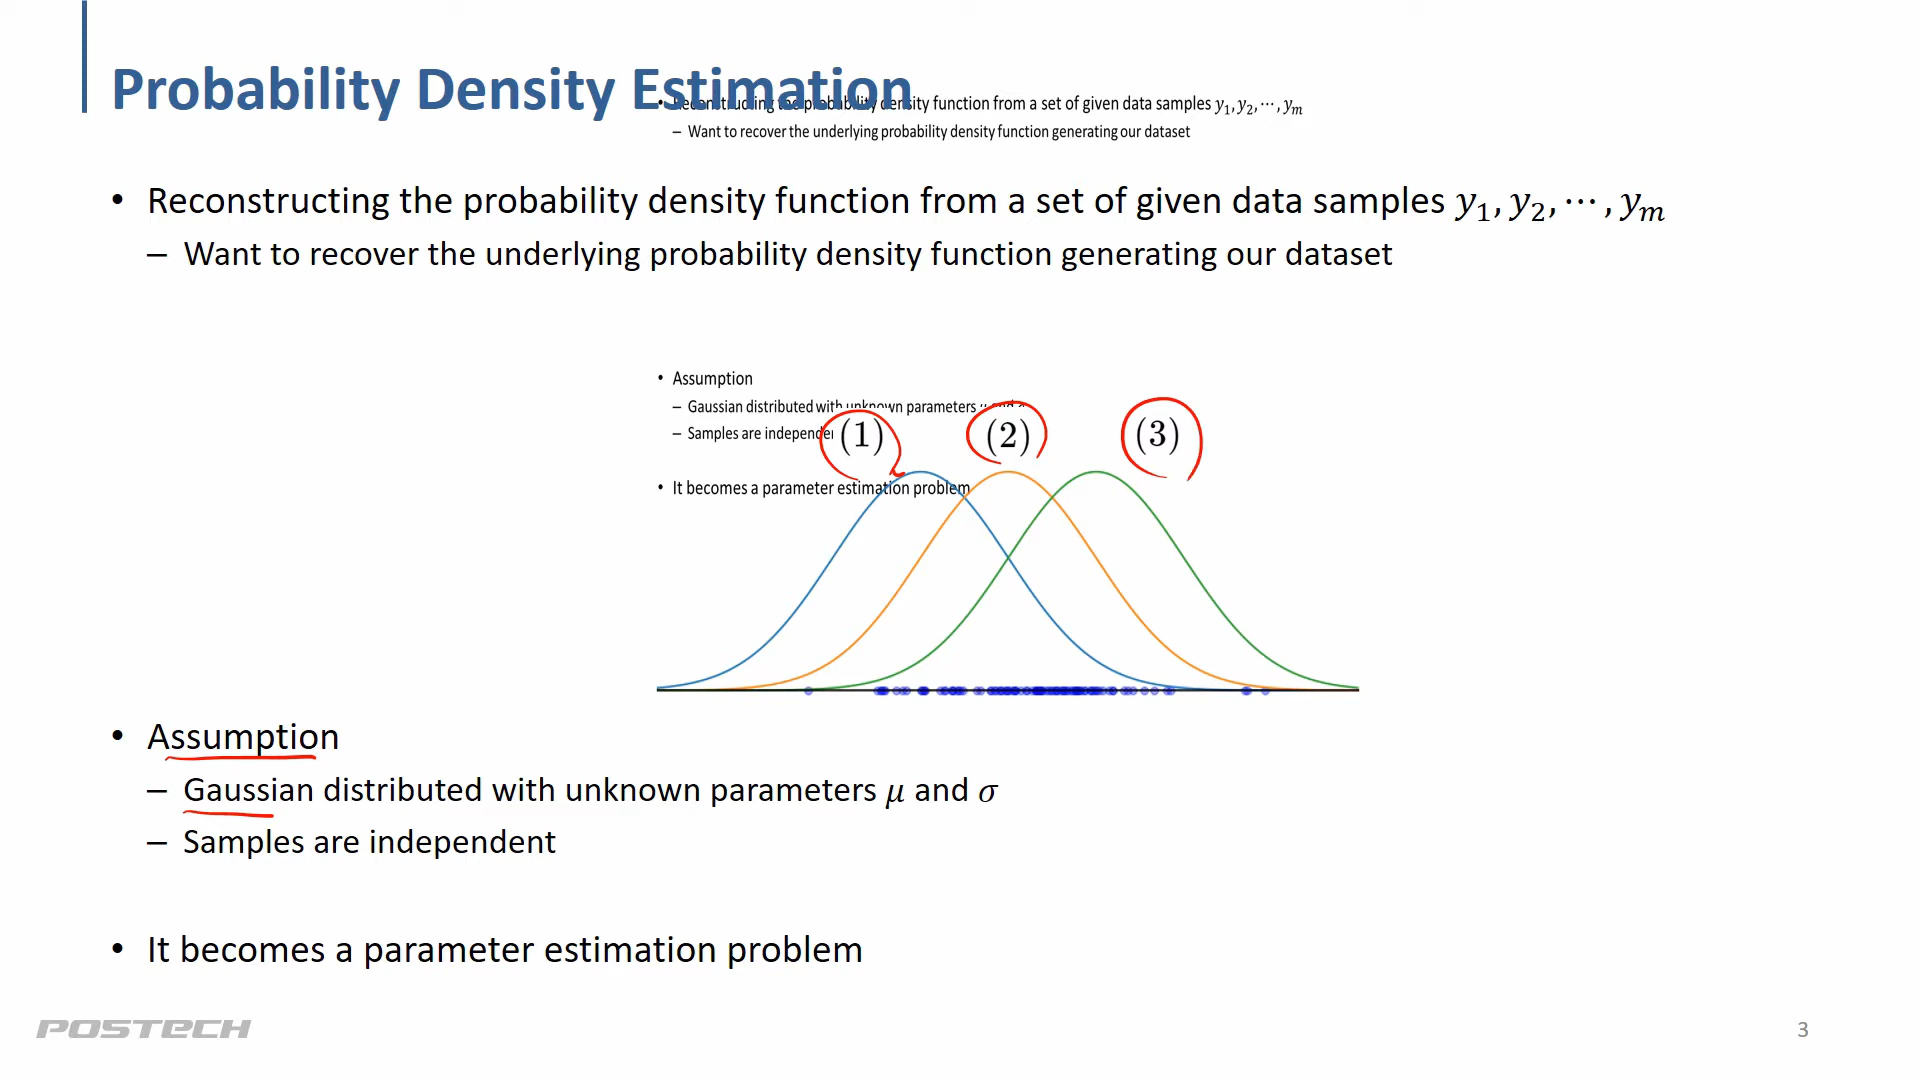 Probability Density Estimation
• Reconstructing the probability density function from a set of given data samples y₁, y₂, ⋯ , yₘ
– Want to recover the underlying probability density function generating our dataset
• Reconstructing the probability density function from a set of given data samples y₁, y₂, ⋯ , yₘ
– Want to recover the underlying probability density function generating our dataset
• Assumption
– Gaussian distributed with unknown parameters
– Samples are
(1) (2) (3)
• It becomes a parameter estimation problem
• Assumption
– Gaussian distributed with unknown parameters μ and σ
– Samples are independent
• It becomes a parameter estimation problem
POSTECH
3